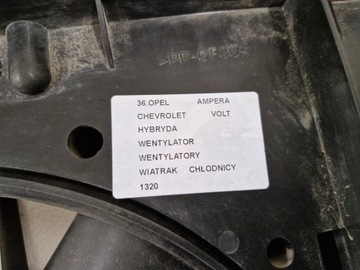 36.OPEL AMPERA
CHEVROLET VOLT
HYBRYDA
WENTYLATOR
WENTYLATORY
WIATRAK CHŁODNICY
1320